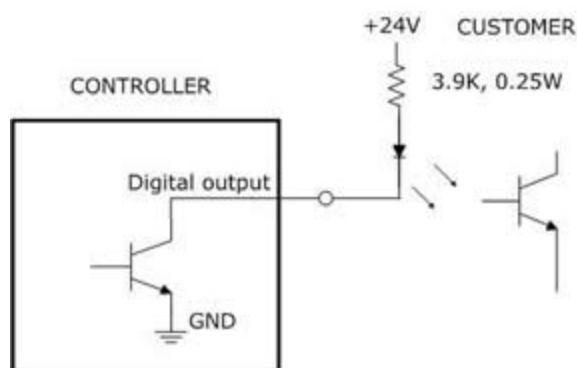 +24V CUSTOMER
3.9K, 0.25W
CONTROLLER
Digital output
GND